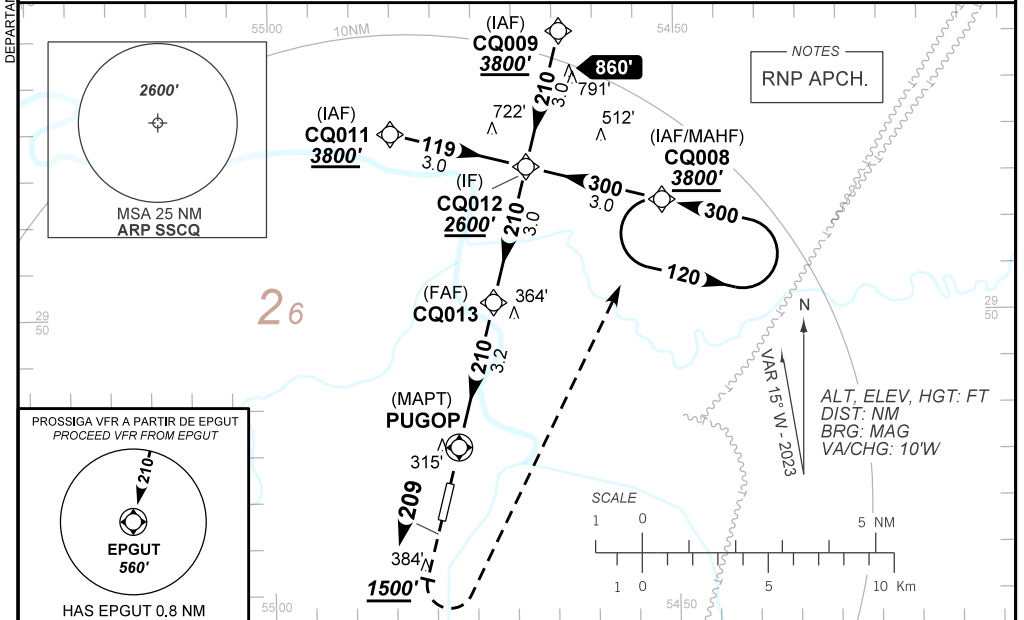 DEPARTAM
55 00
10NM
54 50
(IAF)
CQ009
3800'
860'
791'
210
3.0
NOTES
RNP APCH.
2600'
MSA 25 NM
ARP SSCQ
(IAF)
CQ011
3800'
722'
512'
119
3.0
(IAF/MAHF)
CQ008
3800'
(IF)
CQ012
2600'
300
3.0
300
120
210
3.0
26
(FAF)
CQ013
364'
29
50
29
50
N
VAR 15° W - 2023
210
3.2
ALT, ELEV, HGT: FT
DIST: NM
BRG: MAG
VA/CHG: 10'W
(MAPT)
PUGOP
315'
209
384'
1500'
PROSSIGA VFR A PARTIR DE EPGUT
PROCEED VFR FROM EPGUT
210
EPGUT
560'
HAS EPGUT 0.8 NM
SCALE
1 0 5 NM
1 0 5 10 Km
55 00
54 50